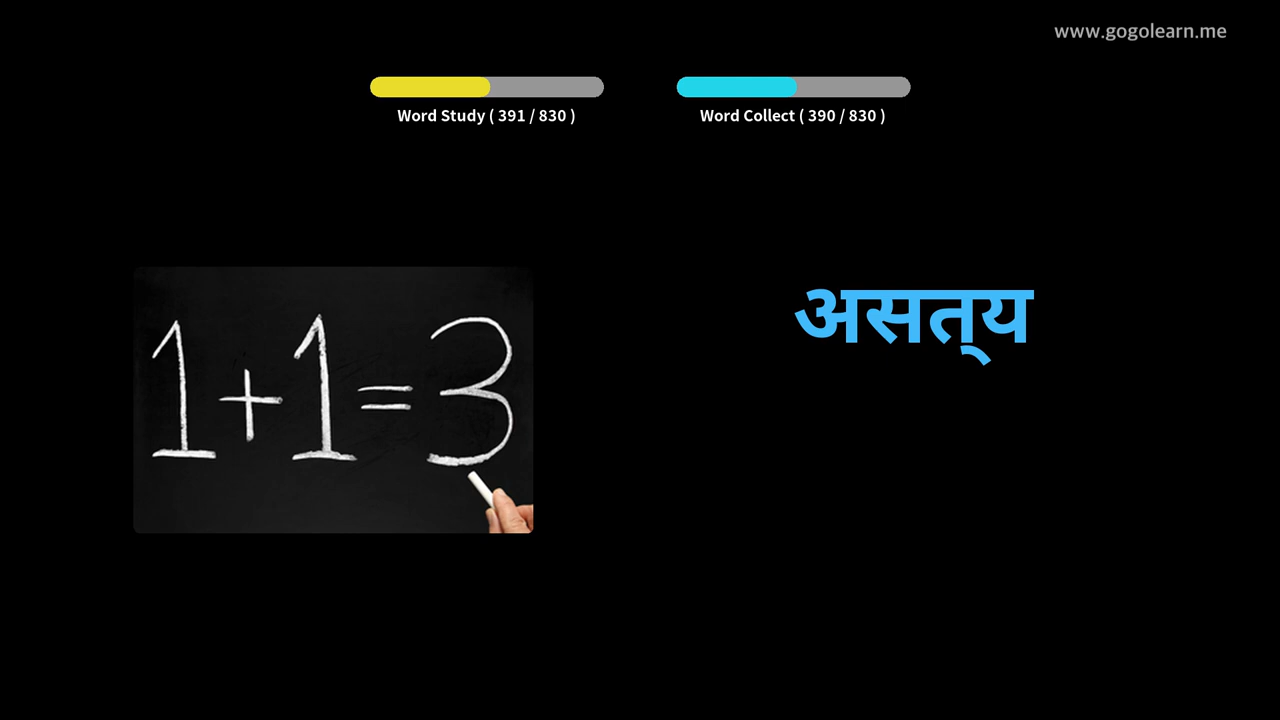 www.gogolearn.me
Word Study ( 391 / 830 )
Word Collect ( 390 / 830 )
1+1=3
असत्य